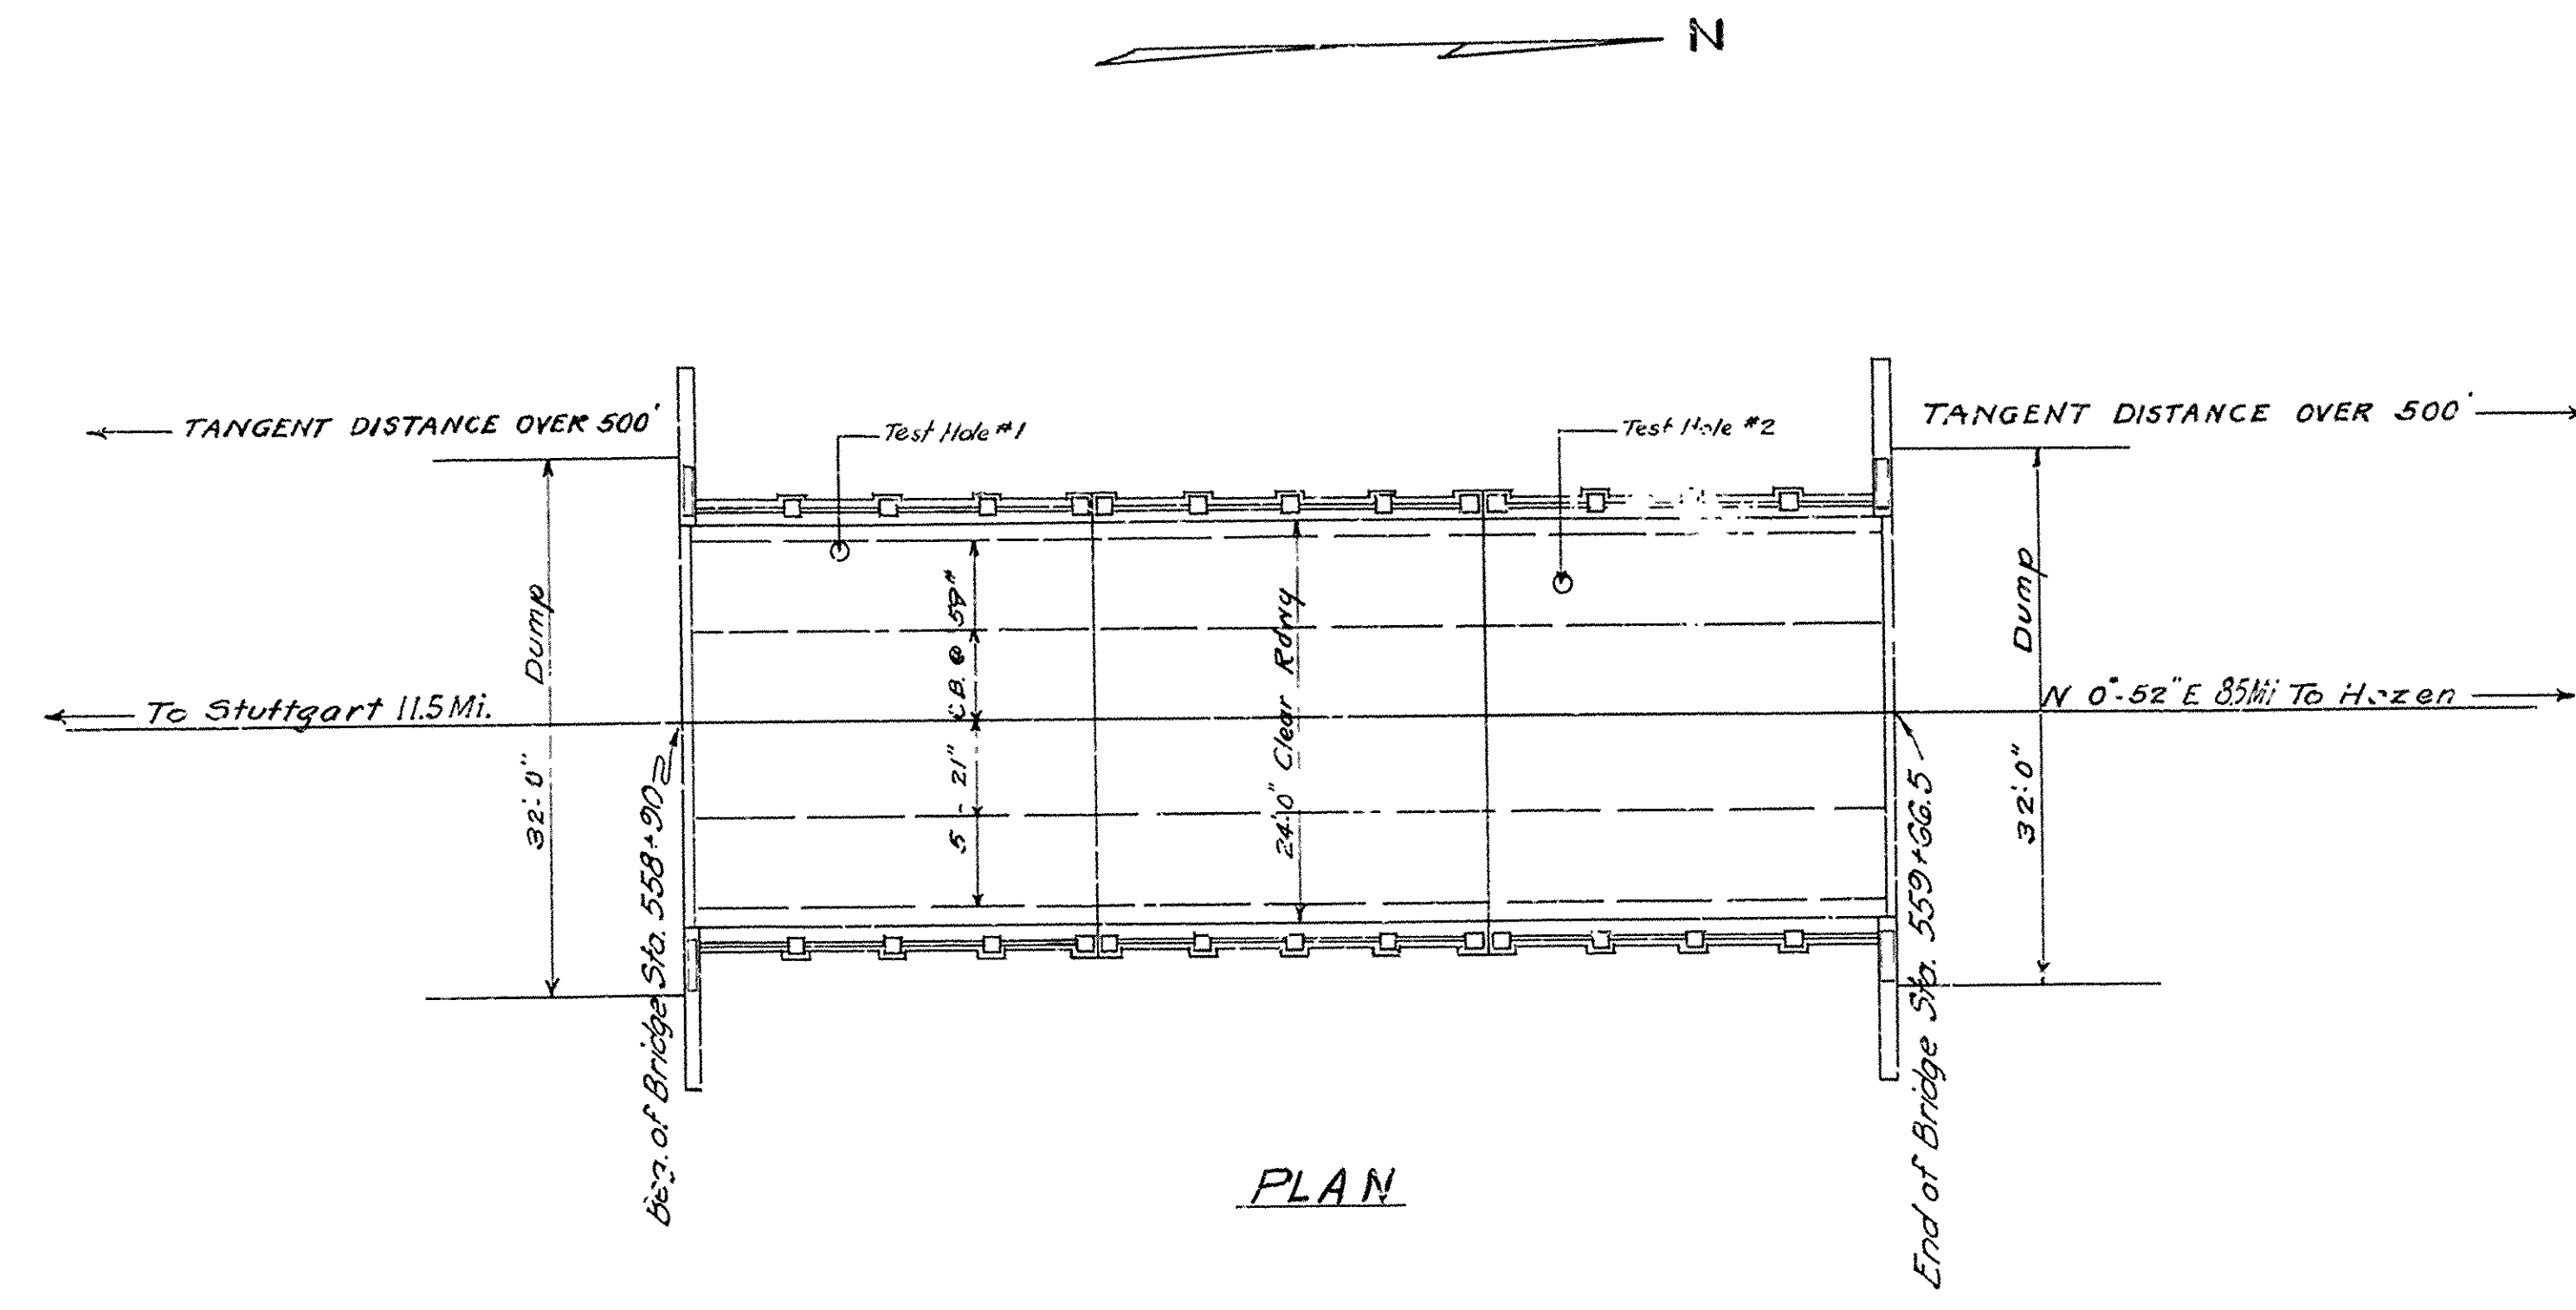 N
TANGENT DISTANCE OVER 500'
Test Hole #1
Test Hole #2
TANGENT DISTANCE OVER 500'
32'-0" Dump
5 - 21" C.B. @ 59#
24'-0" Clear Rdwy
32'-0" Dump
To Stuttgart 11.5 Mi.
N 0°-52" E 8.5 Mi To Hazen
Beg. of Bridge Sta. 558+90
End of Bridge Sta. 559+66.5
PLAN